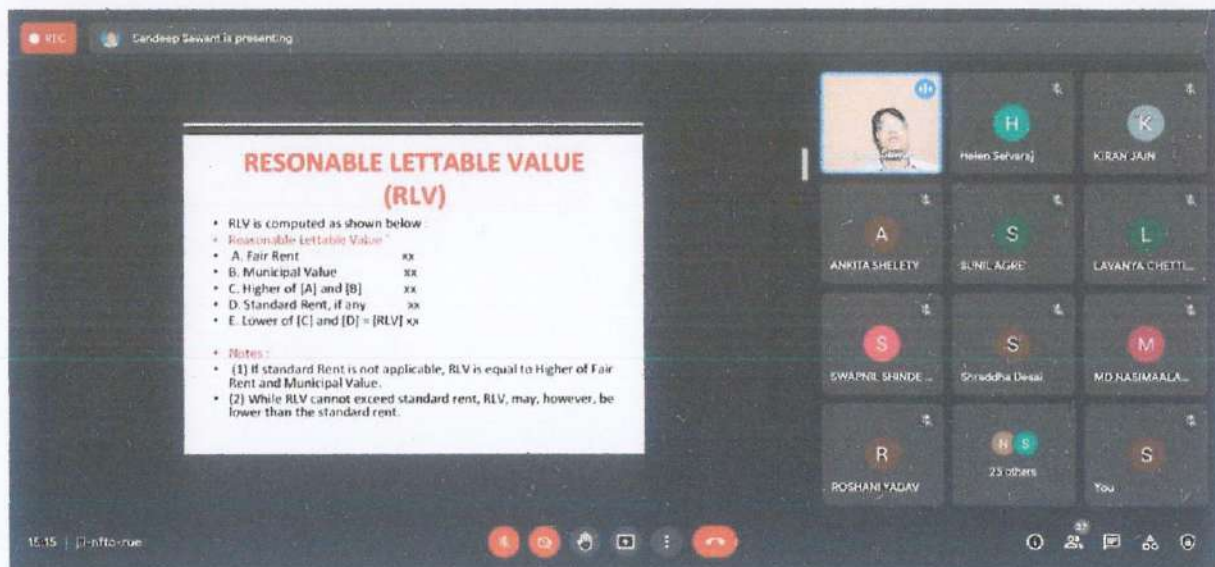 REC
Sandeep Sawant is presenting
RESONABLE LETTABLE VALUE
(RLV)
• RLV is computed as shown below :
• Reasonable Lettable Value
• A. Fair Rent xx
• B. Municipal Value xx
• C. Higher of [A] and [B] xx
• D. Standard Rent, if any xx
• E. Lower of [C] and [D] = [RLV] xx
• Notes :
• (1) If standard Rent is not applicable, RLV is equal to Higher of Fair
Rent and Municipal Value.
• (2) While RLV cannot exceed standard rent, RLV, may, however, be
lower than the standard rent.
H
Helen Selvaraj
K
KIRAN JAIN
A
ANKITA SHELETY
S
SUNIL AGRE
L
LAVANYA CHETTI...
S
SWAPNIL SHINDE ...
S
Shraddha Desai
M
MD.NASIMAALA...
R
ROSHANI YADAV
N S
25 others
S
You
15:15
37